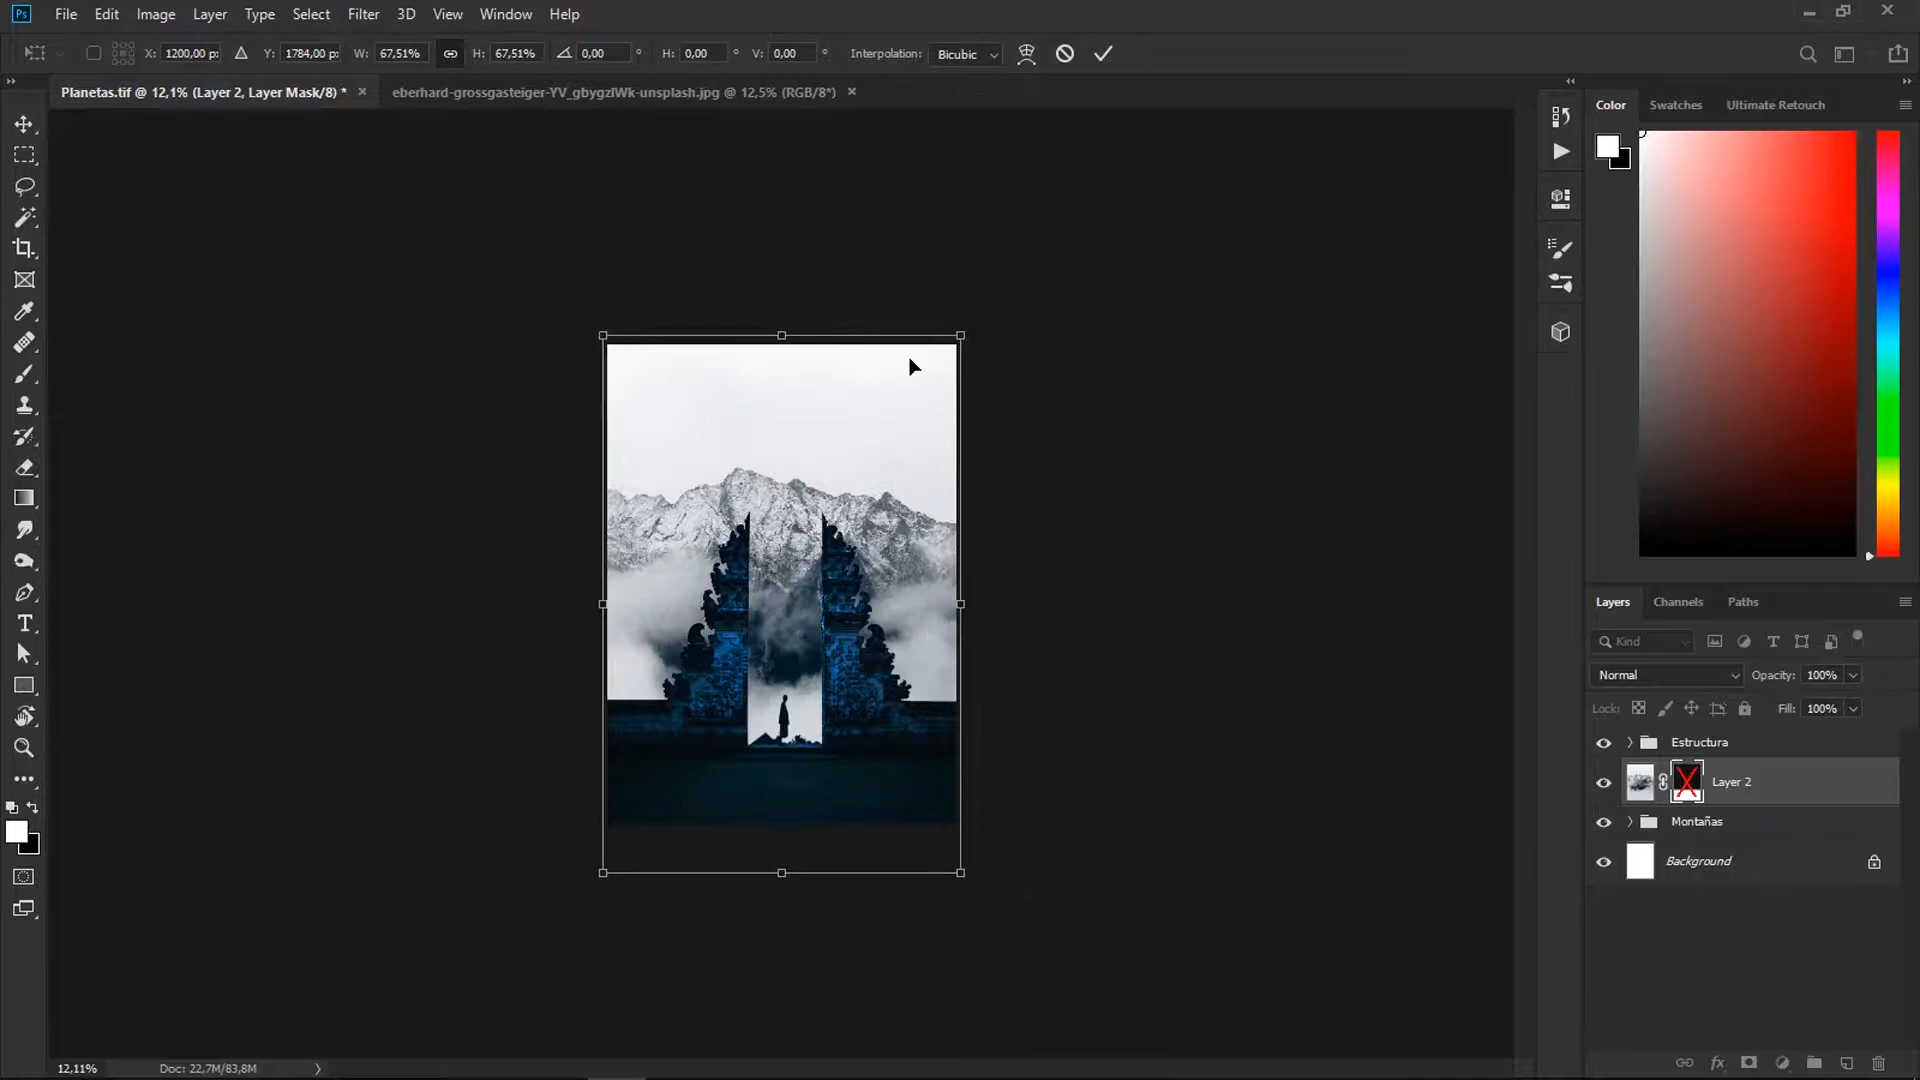 Ps File Edit Image Layer Type Select Filter 3D View Window Help
X: 1200,00 p: Y: 1784,00 p: W: 67,51% H: 67,51% 0,00 ° H: 0,00 ° V: 0,00 ° Interpolation: Bicubic
Planetas.tif @ 12,1% (Layer 2, Layer Mask/8) * × eberhard-grossgasteiger-YV_gbygzlWk-unsplash.jpg @ 12,5% (RGB/8*) ×
Color Swatches Ultimate Retouch
Layers Channels Paths
Kind
Normal Opacity: 100%
Lock: Fill: 100%
Estructura
Layer 2
Montañas
Background
12,11% Doc: 22,7M/83,8M